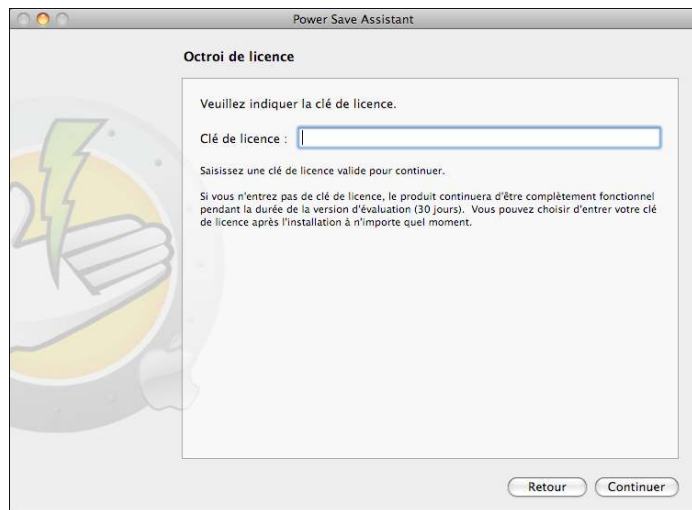 Power Save Assistant
Octroi de licence
Veuillez indiquer la clé de licence.
Clé de licence :
Saisissez une clé de licence valide pour continuer.
Si vous n'entrez pas de clé de licence, le produit continuera d'être complètement fonctionnel
pendant la durée de la version d'évaluation (30 jours). Vous pouvez choisir d'entrer votre clé
de licence après l'installation à n'importe quel moment.
Retour
Continuer